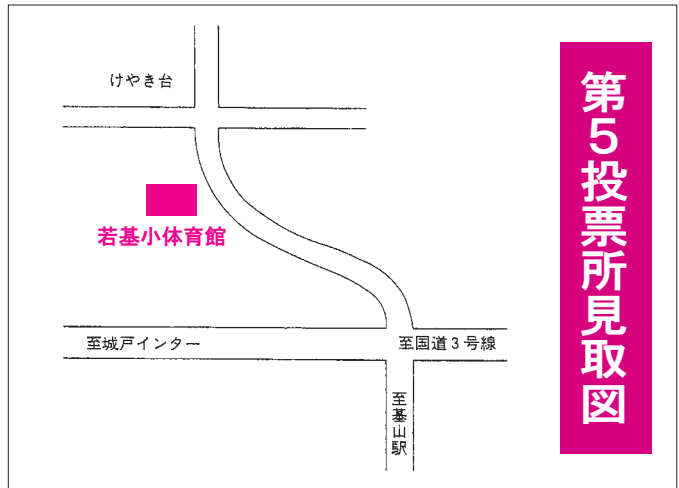 第5投票所見取図
けやき台
若基小体育館
至城戸インター
至国道3号線
至基山駅